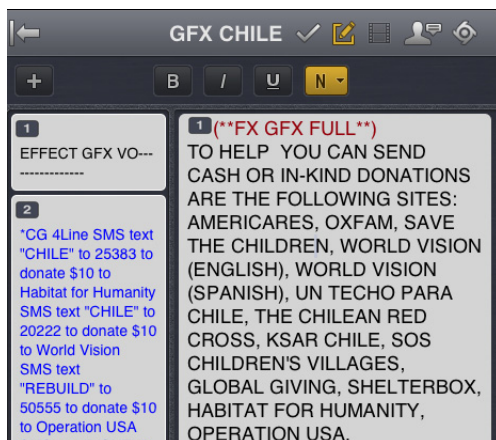 GFX CHILE
+
B I U N
1
EFFECT GFX VO---
-------------
2
*CG 4Line SMS text
"CHILE" to 25383 to
donate $10 to
Habitat for Humanity
SMS text "CHILE" to
20222 to donate $10
to World Vision
SMS text
"REBUILD" to
50555 to donate $10
to Operation USA
1 (**FX GFX FULL**)
TO HELP  YOU CAN SEND
CASH OR IN-KIND DONATIONS
ARE THE FOLLOWING SITES:
AMERICARES, OXFAM, SAVE
THE CHILDREN, WORLD VISION
(ENGLISH), WORLD VISION
(SPANISH), UN TECHO PARA
CHILE, THE CHILEAN RED
CROSS, KSAR CHILE, SOS
CHILDREN'S VILLAGES,
GLOBAL GIVING, SHELTERBOX,
HABITAT FOR HUMANITY,
OPERATION USA.